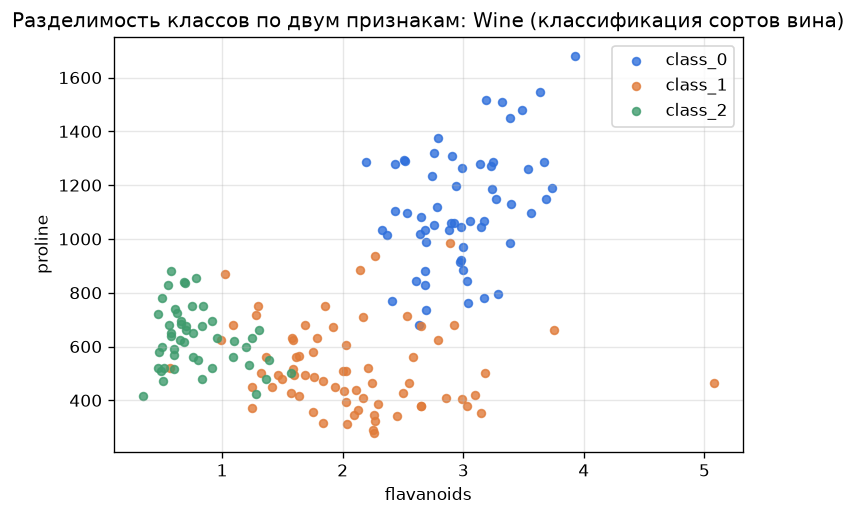 Разделимость классов по двум признакам: Wine (классификация сортов вина)
class_0
class_1
class_2
proline
1600
1400
1200
1000
800
600
400
1 2 3 4 5
flavanoids